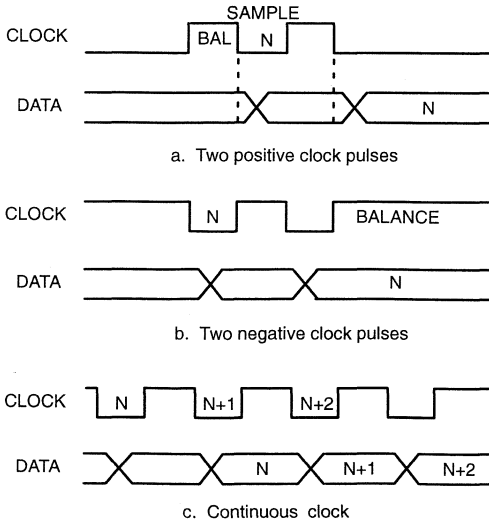 SAMPLE
CLOCK BAL N
DATA N
a. Two positive clock pulses
CLOCK N BALANCE
DATA N
b. Two negative clock pulses
CLOCK N N+1 N+2
DATA N N+1 N+2
c. Continuous clock